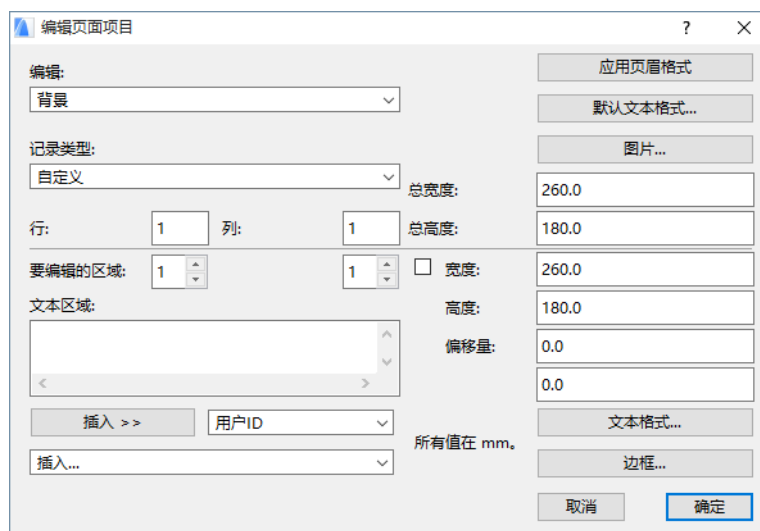 编辑页面项目
?
编辑:
应用页眉格式
背景
默认文本格式...
记录类型:
图片...
自定义
总宽度:
260.0
行:
1
列:
1
总高度:
180.0
要编辑的区域:
1
1
宽度:
260.0
文本区域:
高度:
180.0
偏移量:
0.0
0.0
插入 >>
用户ID
文本格式...
所有值在 mm。
插入...
边框...
取消
确定